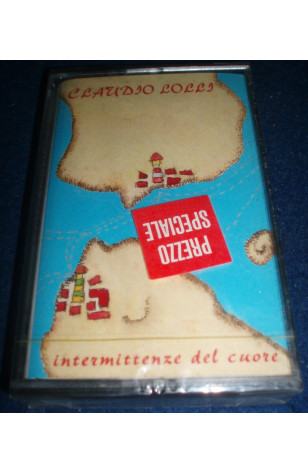 CLAUDIO LOLLI
PREZZO
SPECIALE
intermittenze del cuore